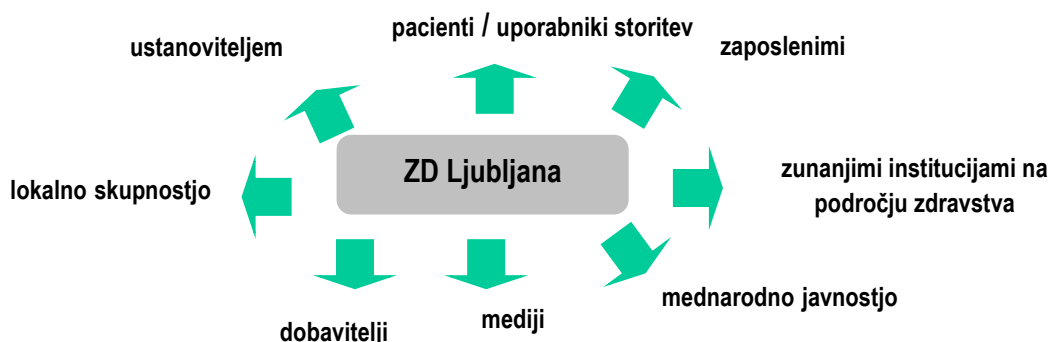 pacienti / uporabniki storitev
ustanoviteljem
zaposlenimi
ZD Ljubljana
lokalno skupnostjo
zunanjimi institucijami na
področju zdravstva
mednarodno javnostjo
mediji
dobavitelji